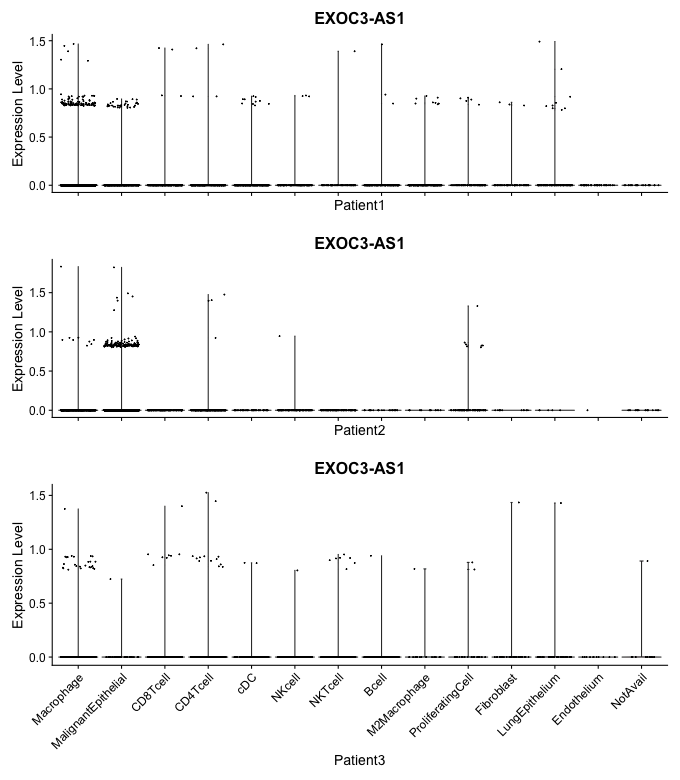 EXOC3-AS1
Expression Level
1.5
1.0
0.5
0.0
Patient1
EXOC3-AS1
Expression Level
1.5
1.0
0.5
0.0
Patient2
EXOC3-AS1
Expression Level
1.5
1.0
0.5
0.0
Macrophage
MalignantEpithelial
CD8Tcell
CD4Tcell
cDC
NKcell
NKTcell
Bcell
M2Macrophage
ProliferatingCell
Fibroblast
LungEpithelium
Endothelium
NotAvail
Patient3